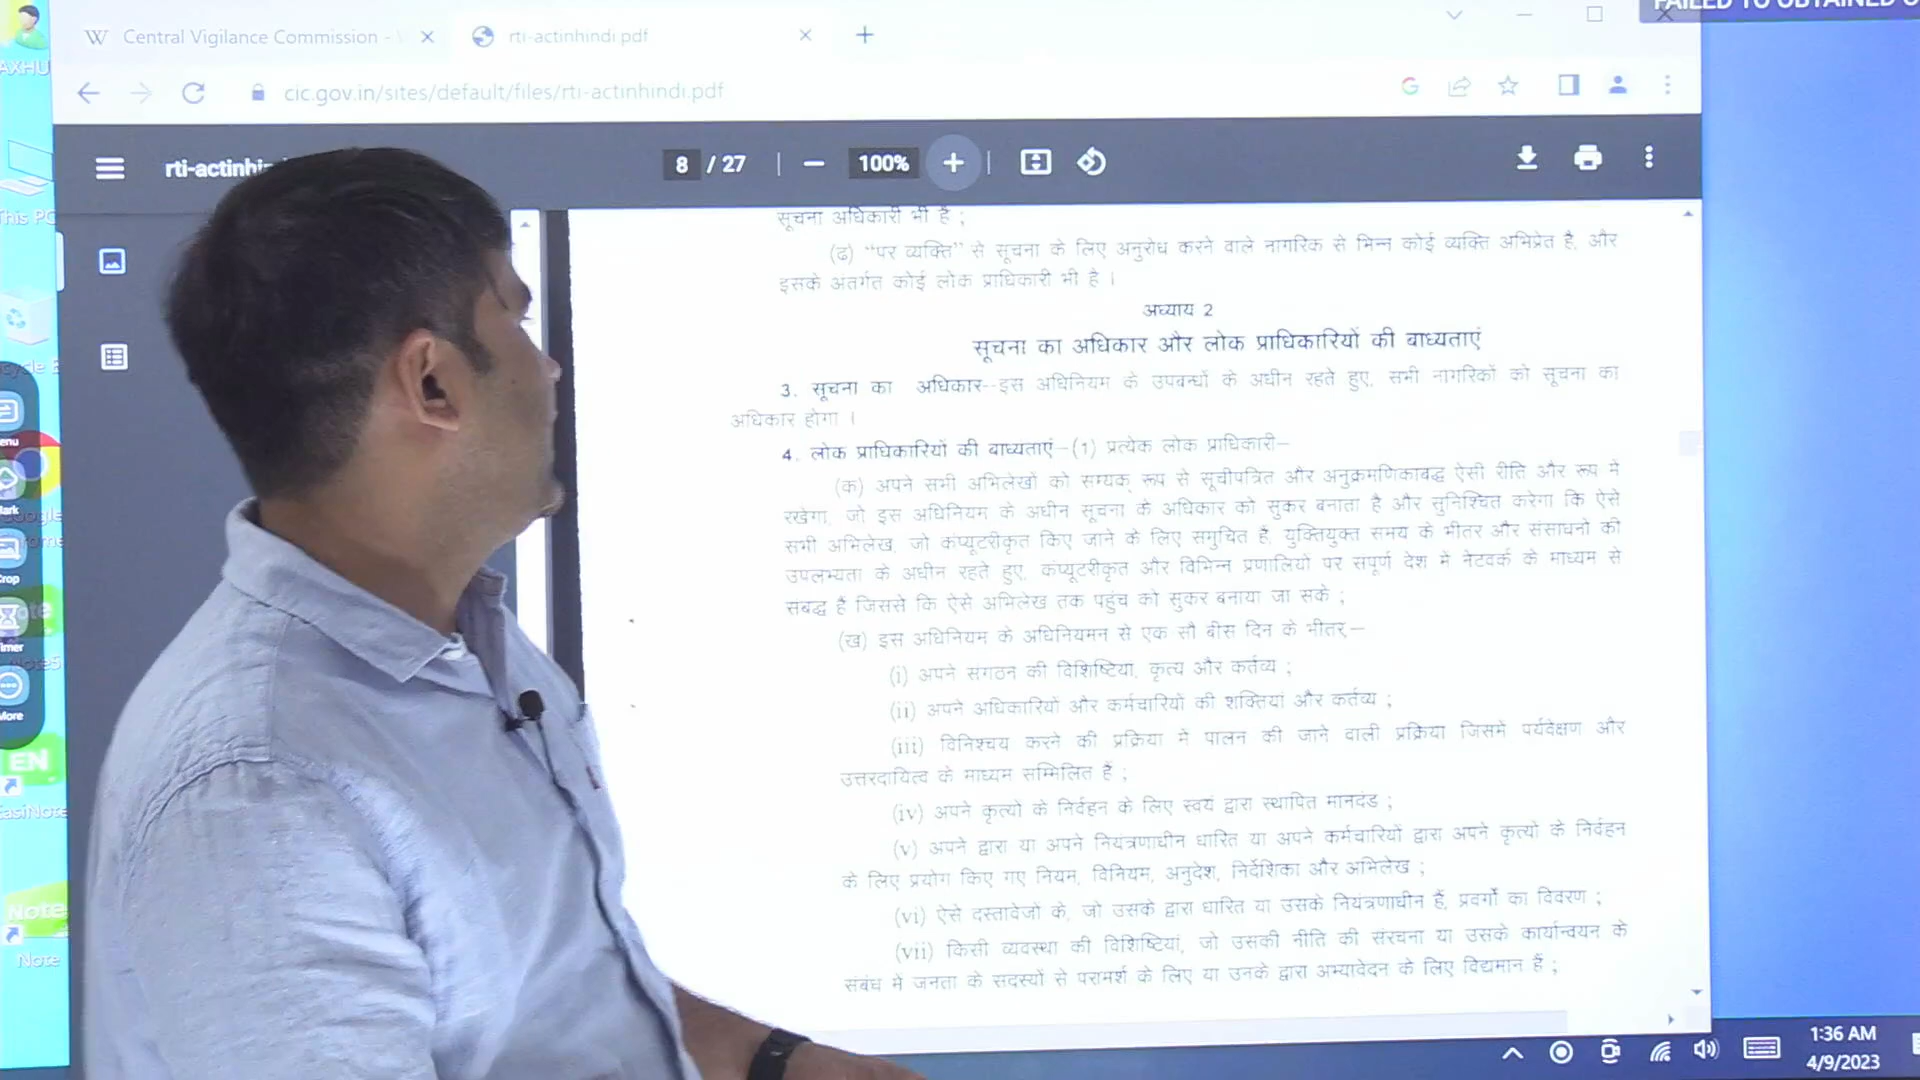 FAILED TO OBTAINED
Central Vigilance Commission -
rti-actinhindi.pdf
cic.gov.in/sites/default/files/rti-actinhindi.pdf
8 / 27
100%
This PC
सूचना अधिकारी भी है ;
(ढ) “पर व्यक्ति” से सूचना के लिए अनुरोध करने वाले नागरिक से भिन्न कोई व्यक्ति अभिप्रेत है, और
इसके अंतर्गत कोई लोक प्राधिकारी भी है ।
अध्याय 2
सूचना का अधिकार और लोक प्राधिकारियों की बाध्यताएं
3. सूचना का अधिकार--इस अधिनियम के उपबन्धों के अधीन रहते हुए, सभी नागरिकों को सूचना का
अधिकार होगा ।
4. लोक प्राधिकारियों की बाध्यताएं–(1) प्रत्येक लोक प्राधिकारी–
(क) अपने सभी अभिलेखों को सम्यक् रूप से सूचीपत्रित और अनुक्रमणिकाबद्ध ऐसी रीति और रूप में
रखेगा, जो इस अधिनियम के अधीन सूचना के अधिकार को सुकर बनाता है और सुनिश्चित करेगा कि ऐसे
सभी अभिलेख, जो कंप्यूटरीकृत किए जाने के लिए समुचित हैं, युक्तियुक्त समय के भीतर और संसाधनों की
उपलभ्यता के अधीन रहते हुए, कंप्यूटरीकृत और विभिन्न प्रणालियों पर संपूर्ण देश में नेटवर्क के माध्यम से
संबद्ध हैं जिससे कि ऐसे अभिलेख तक पहुंच को सुकर बनाया जा सके ;
(ख) इस अधिनियम के अधिनियमन से एक सौ बीस दिन के भीतर,–
(i) अपने संगठन की विशिष्टियां, कृत्य और कर्तव्य ;
(ii) अपने अधिकारियों और कर्मचारियों की शक्तियां और कर्तव्य ;
(iii) विनिश्चय करने की प्रक्रिया में पालन की जाने वाली प्रक्रिया जिसमें पर्यवेक्षण और
उत्तरदायित्व के माध्यम सम्मिलित हैं ;
(iv) अपने कृत्यों के निर्वहन के लिए स्वयं द्वारा स्थापित मानदंड ;
(v) अपने द्वारा या अपने नियंत्रणाधीन धारित या अपने कर्मचारियों द्वारा अपने कृत्यों के निर्वहन
के लिए प्रयोग किए गए नियम, विनियम, अनुदेश, निर्देशिका और अभिलेख ;
(vi) ऐसे दस्तावेजों के, जो उसके द्वारा धारित या उसके नियंत्रणाधीन हैं, प्रवर्गों का विवरण ;
(vii) किसी व्यवस्था की विशिष्टियां, जो उसकी नीति की संरचना या उसके कार्यान्वयन के
संबंध में जनता के सदस्यों से परामर्श के लिए या उनके द्वारा अभ्यावेदन के लिए विद्यमान हैं ;
More
EN
Note
Note
1:36 AM
4/9/2023